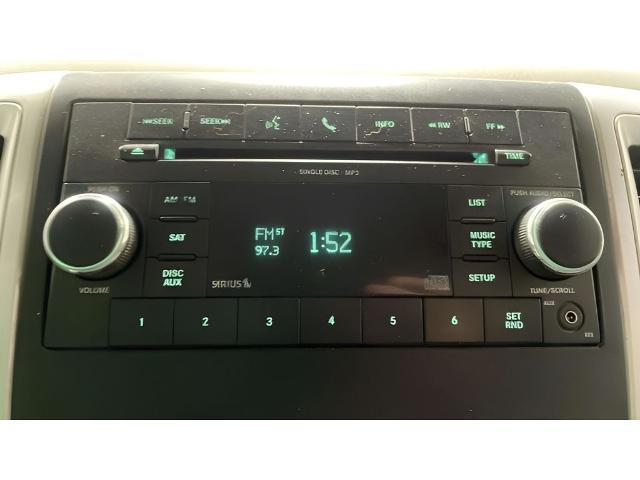 SEEK SEEK INFO RW FF
TIME
SINGLE DISC MP3
PUSH ON
AM FM
LIST
PUSH AUDIO/SELECT
SAT
FM ST
97.3
1:52
MUSIC
TYPE
DISC
AUX
SIRIUS
SETUP
VOLUME
TUNE/SCROLL
1 2 3 4 5 6
SET
RND